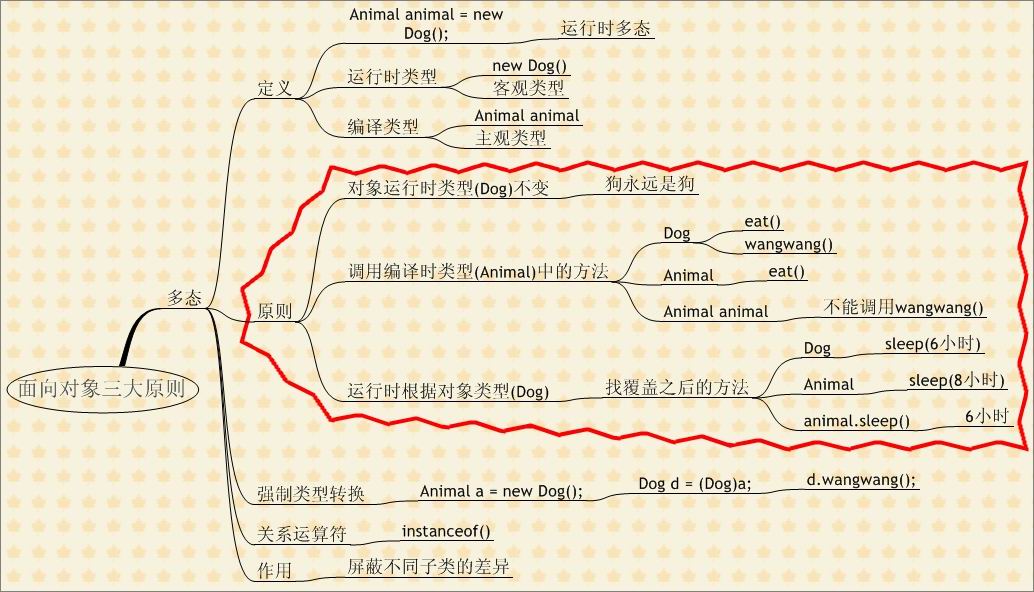 面向对象三大原则
多态
定义
Animal animal = new
Dog();
运行时多态
运行时类型
new Dog()
客观类型
编译类型
Animal animal
主观类型
原则
对象运行时类型(Dog)不变
狗永远是狗
调用编译时类型(Animal)中的方法
Dog
eat()
wangwang()
Animal
eat()
Animal animal
不能调用wangwang()
运行时根据对象类型(Dog)
找覆盖之后的方法
Dog
sleep(6小时)
Animal
sleep(8小时)
animal.sleep()
6小时
强制类型转换
Animal a = new Dog();
Dog d = (Dog)a;
d.wangwang();
关系运算符
instanceof()
作用
屏蔽不同子类的差异